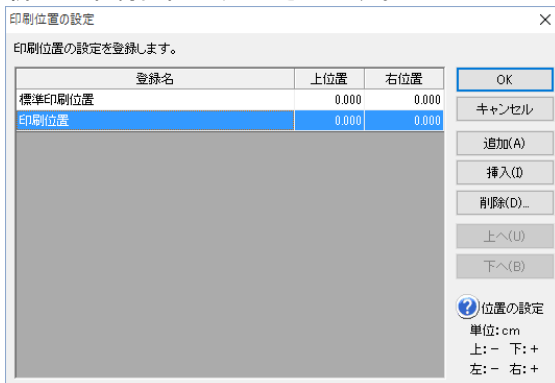 印刷位置の設定
印刷位置の設定を登録します。
登録名 上位置 右位置
標準印刷位置 0.000 0.000
印刷位置 0.000 0.000
OK
キャンセル
追加(A)
挿入(I)
削除(D)...
上へ(U)
下へ(B)
?位置の設定
単位:cm
上:- 下:+
左:- 右:+